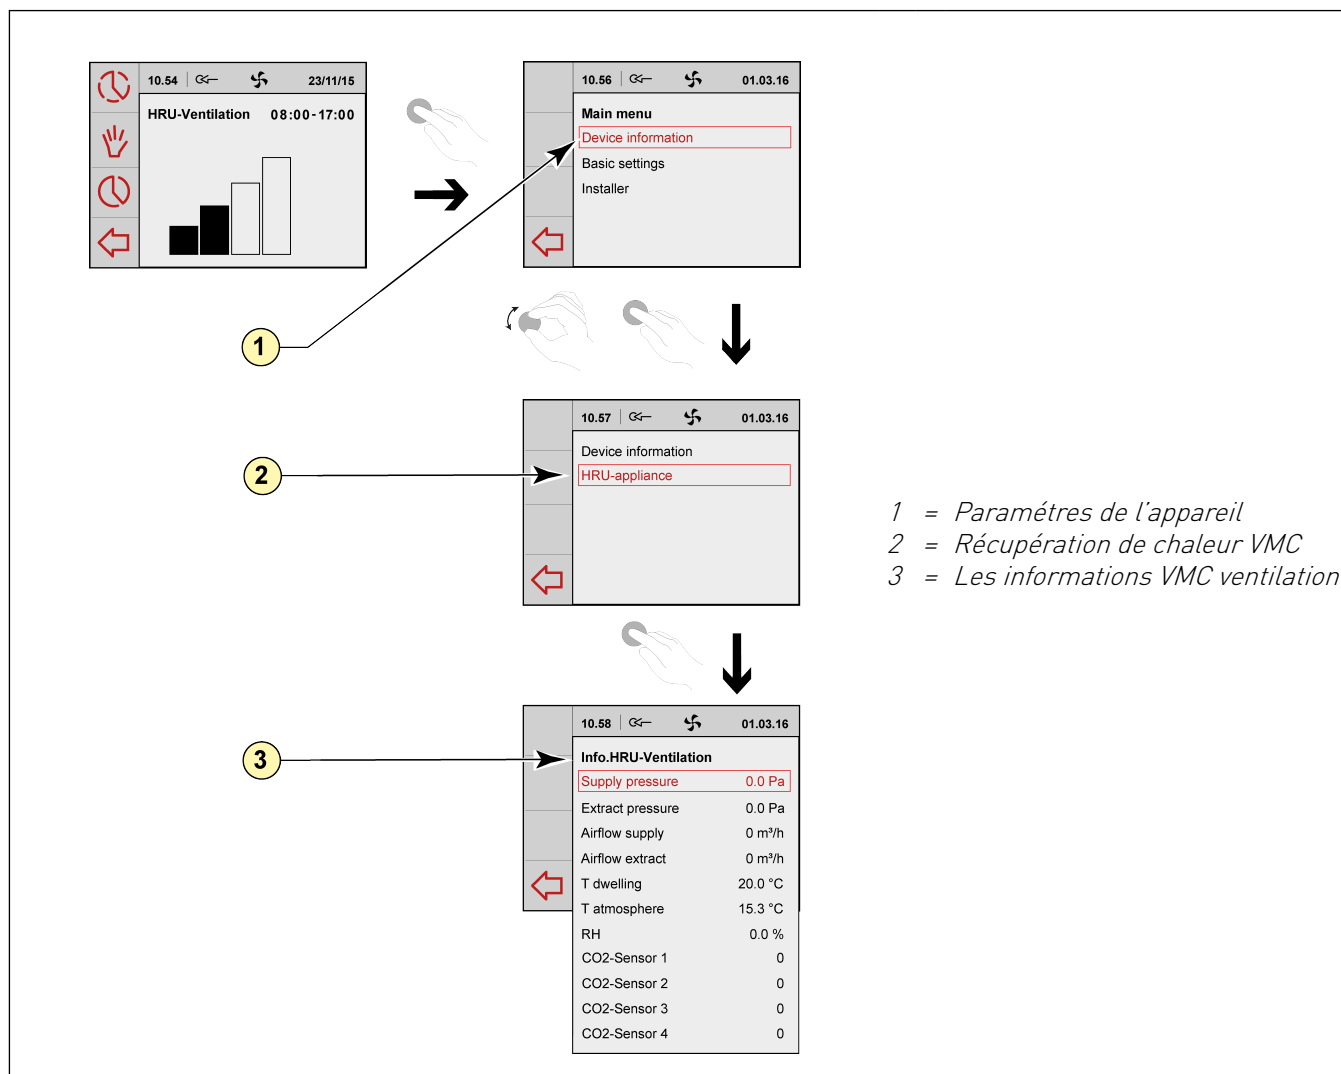 10.54 23/11/15
HRU-Ventilation 08:00-17:00
10.56 01.03.16
Main menu
Device information
Basic settings
Installer
1
10.57 01.03.16
Device information
HRU-appliance
2
1 = Paramétres de l'appareil
2 = Récupération de chaleur VMC
3 = Les informations VMC ventilation
10.58 01.03.16
3
Info.HRU-Ventilation
Supply pressure 0.0 Pa
Extract pressure 0.0 Pa
Airflow supply 0 m³/h
Airflow extract 0 m³/h
T dwelling 20.0 °C
T atmosphere 15.3 °C
RH 0.0 %
CO2-Sensor 1 0
CO2-Sensor 2 0
CO2-Sensor 3 0
CO2-Sensor 4 0